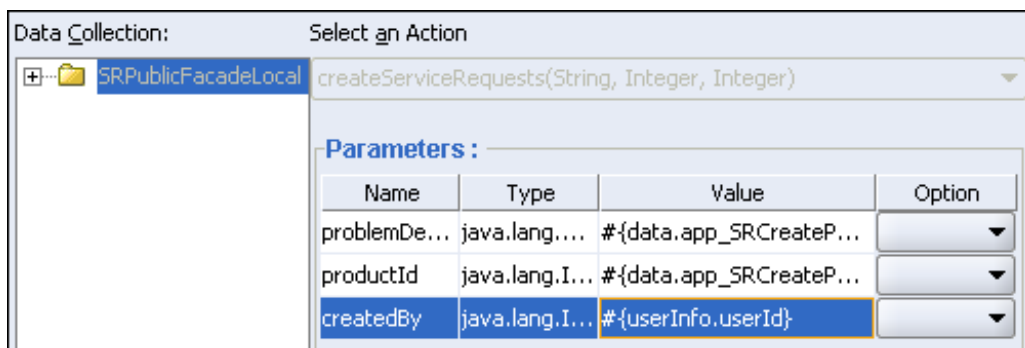 Data Collection:
Select an Action
SRPublicFacadeLocal
createServiceRequests(String, Integer, Integer)
Parameters :
Name Type Value Option
problemDe... java.lang.... #{data.app_SRCreateP...
productId java.lang.I... #{data.app_SRCreateP...
createdBy java.lang.I... #{userInfo.userId}